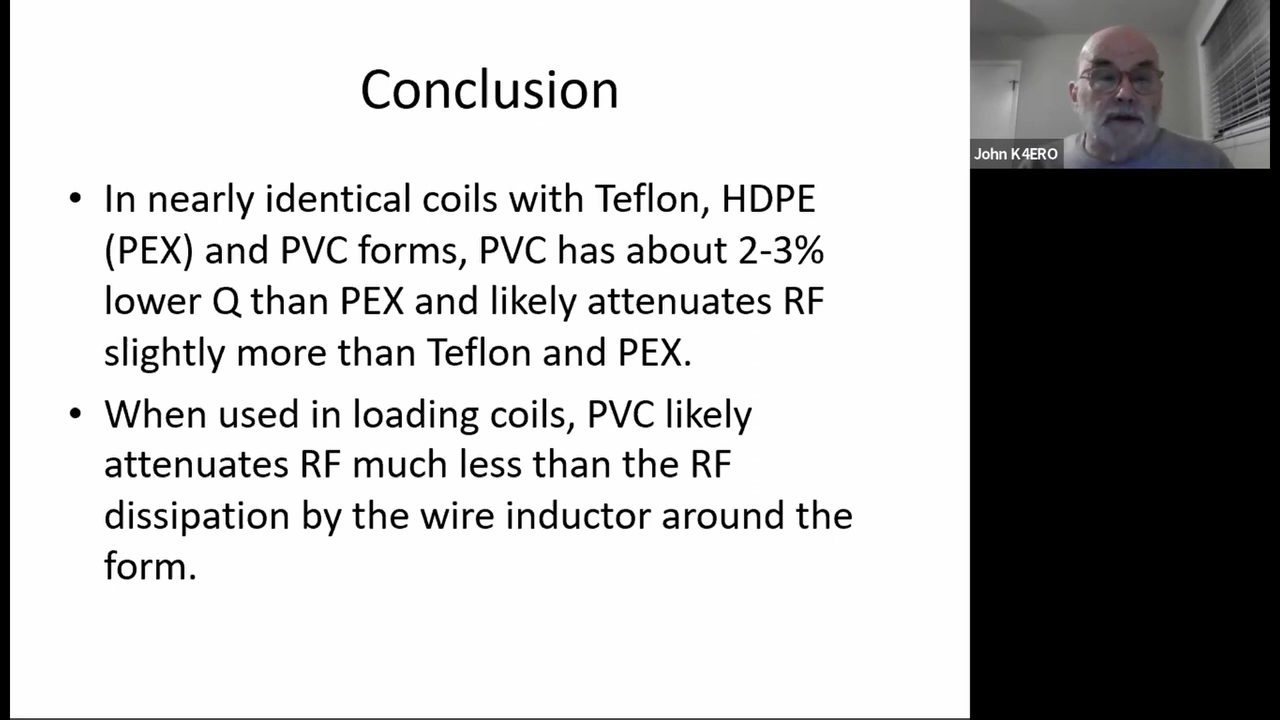 Conclusion
• In nearly identical coils with Teflon, HDPE
(PEX) and PVC forms, PVC has about 2-3%
lower Q than PEX and likely attenuates RF
slightly more than Teflon and PEX.
• When used in loading coils, PVC likely
attenuates RF much less than the RF
dissipation by the wire inductor around the
form.
John K4ERO